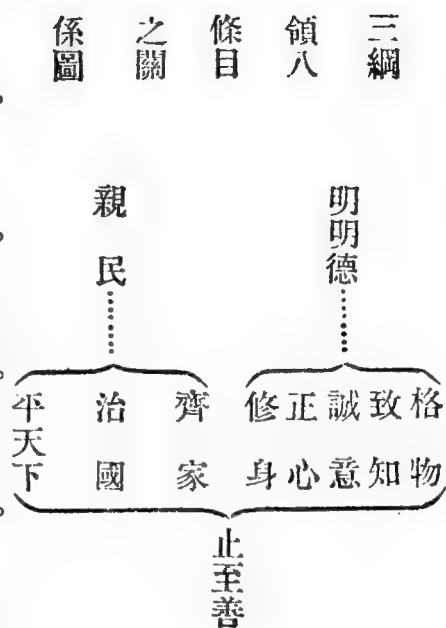 三綱
領八
條目
之關
係圖
明明德
親民
格物
致知
誠意
正心
修身
齊家
治國
平天下
止至善